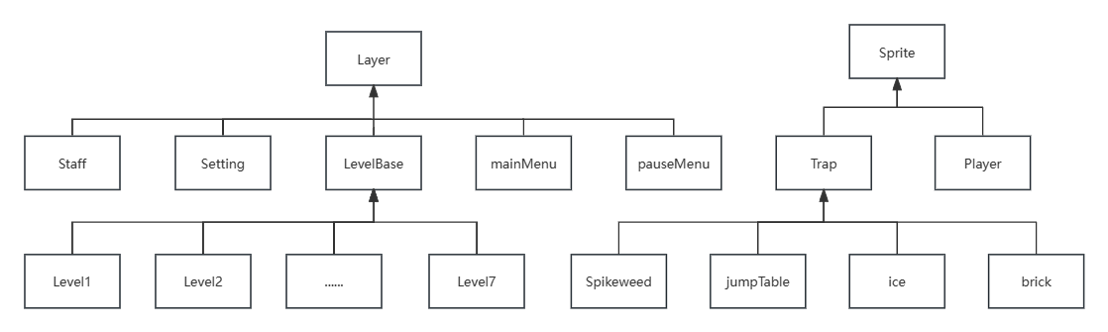 Layer
Sprite
Staff
Setting
LevelBase
mainMenu
pauseMenu
Trap
Player
Level1
Level2
......
Level7
Spikeweed
jumpTable
ice
brick